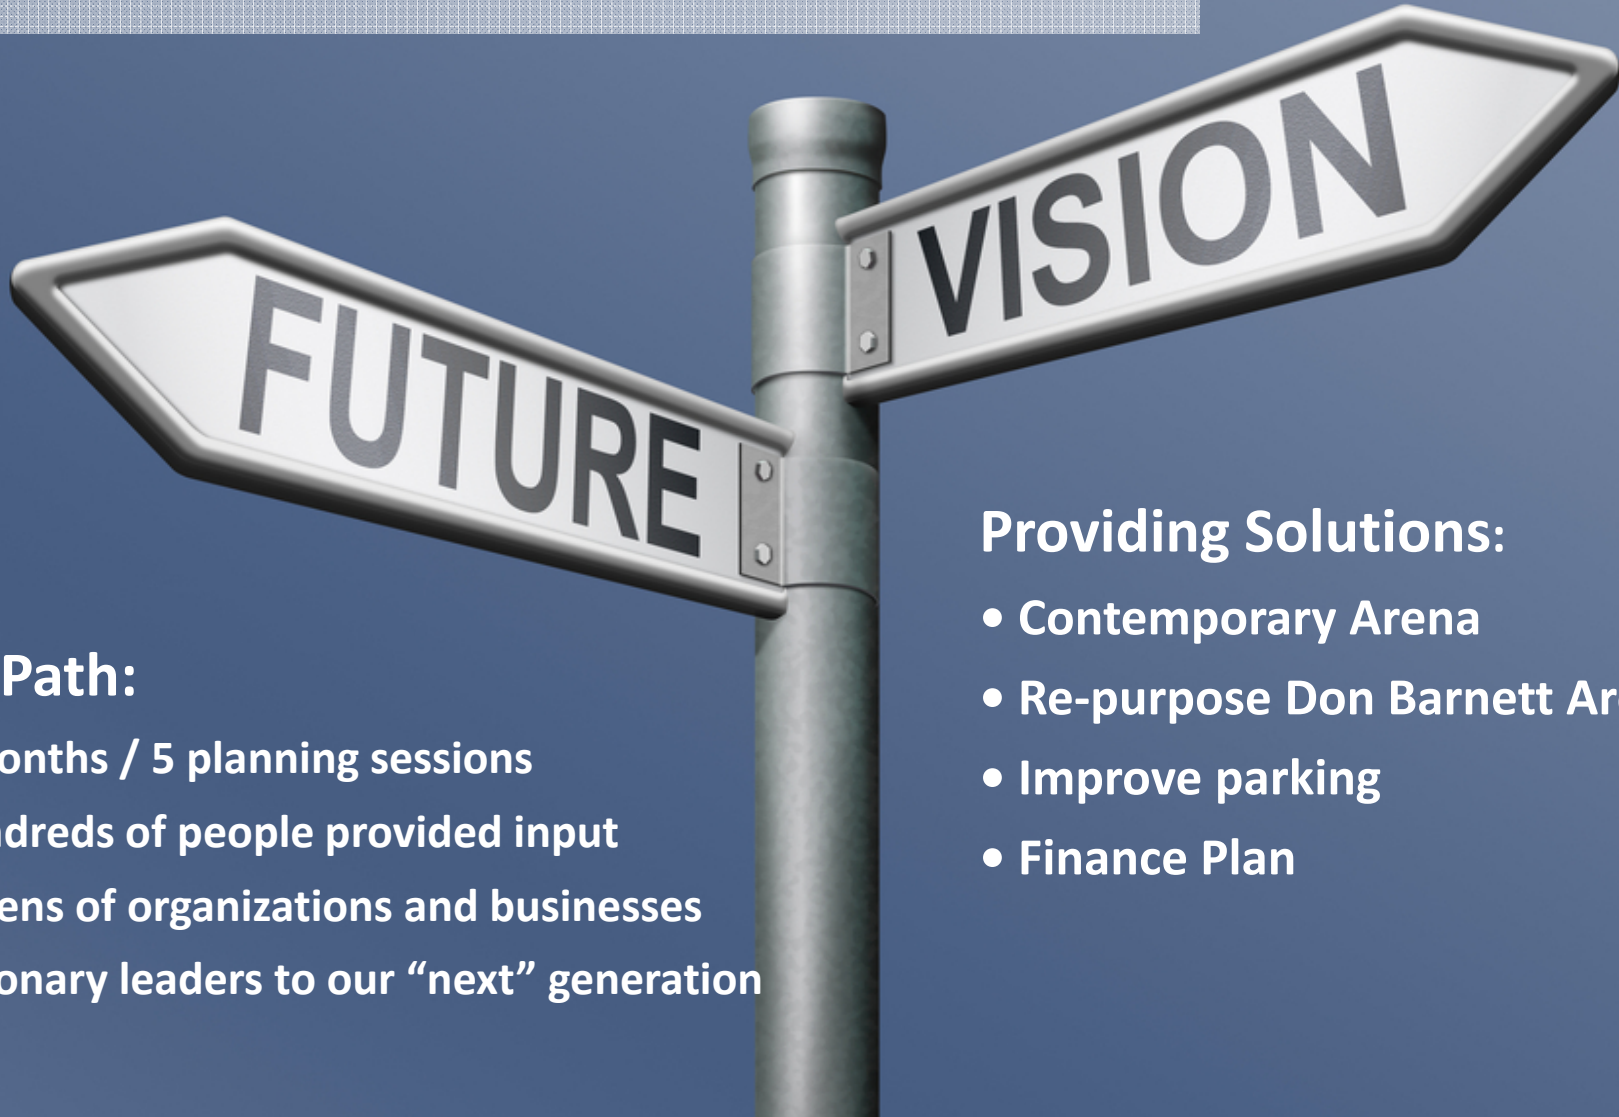 FUTURE
VISION
Path:
onths / 5 planning sessions
dreds of people provided input
ens of organizations and businesses
onary leaders to our “next” generation
Providing Solutions:
• Contemporary Arena
• Re-purpose Don Barnett Ar
• Improve parking
• Finance Plan